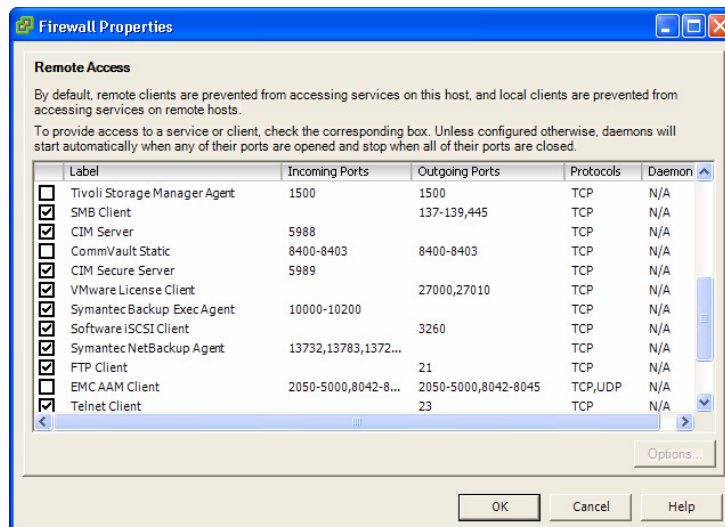 Firewall Properties
Remote Access
By default, remote clients are prevented from accessing services on this host, and local clients are prevented from
accessing services on remote hosts.
To provide access to a service or client, check the corresponding box. Unless configured otherwise, daemons will
start automatically when any of their ports are opened and stop when all of their ports are closed.
Label Incoming Ports Outgoing Ports Protocols Daemon
Tivoli Storage Manager Agent 1500 1500 TCP N/A
SMB Client 137-139,445 TCP N/A
CIM Server 5988 TCP N/A
CommVault Static 8400-8403 8400-8403 TCP N/A
CIM Secure Server 5989 TCP N/A
VMware License Client 27000,27010 TCP N/A
Symantec Backup Exec Agent 10000-10200 TCP N/A
Software iSCSI Client 3260 TCP N/A
Symantec NetBackup Agent 13732,13783,1372... TCP N/A
FTP Client 21 TCP N/A
EMC AAM Client 2050-5000,8042-8... 2050-5000,8042-8045 TCP,UDP N/A
Telnet Client 23 TCP N/A
Options...
OK Cancel Help